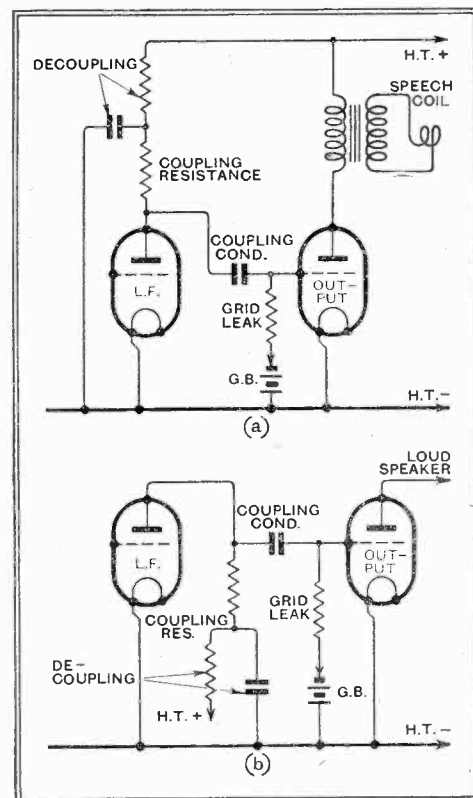 H.T. +
DECOUPLING
SPEECH
COIL
COUPLING
RESISTANCE
COUPLING
COND.
L.F.
OUT-
PUT
GRID
LEAK
G.B.
H.T. -
(a)
LOUD
SPEAKER
COUPLING
COND.
L.F.
OUT-
PUT
GRID
LEAK
COUPLING
RES.
DE-
COUPLING
G.B.
H.T. +
H.T. -
(b)